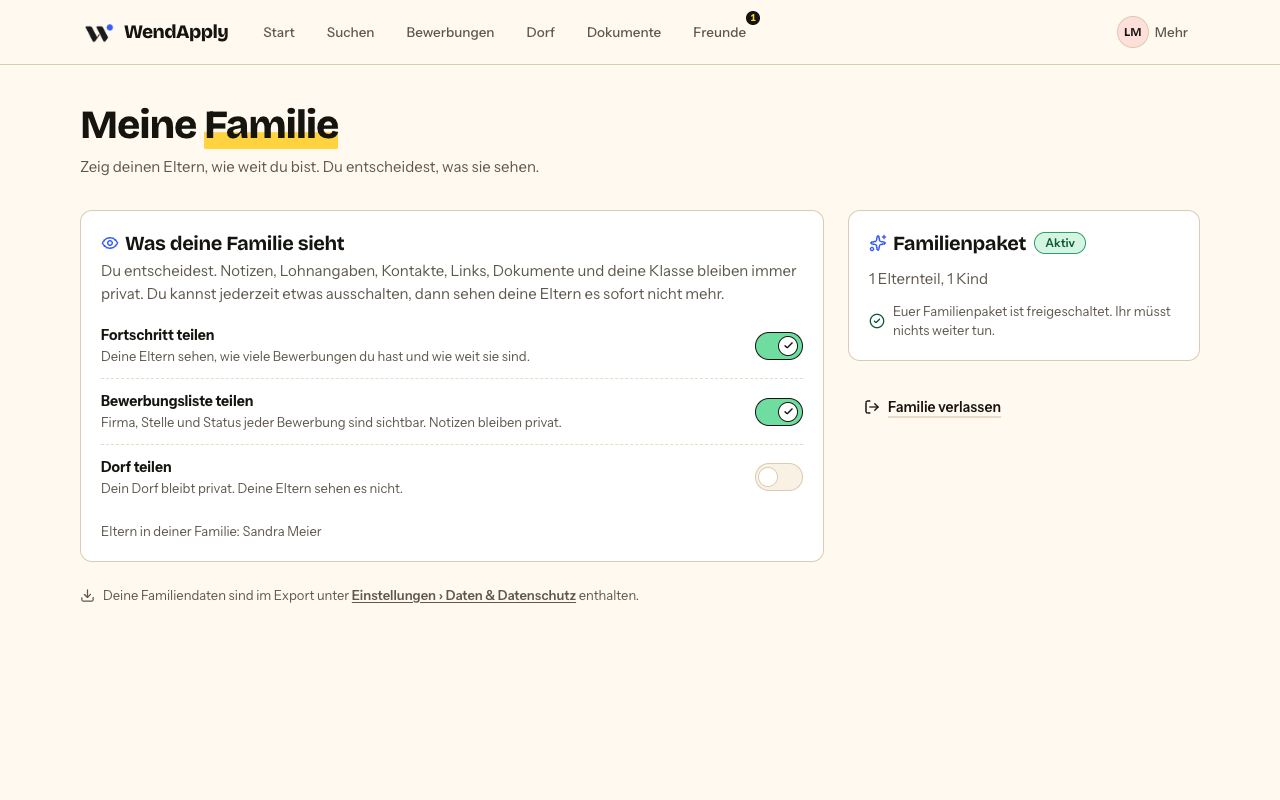 WendApply
Start
Suchen
Bewerbungen
Dorf
Dokumente
Freunde
1
LM
Mehr
Meine Familie
Zeig deinen Eltern, wie weit du bist. Du entscheidest, was sie sehen.
Was deine Familie sieht
Du entscheidest. Notizen, Lohnangaben, Kontakte, Links, Dokumente und deine Klasse bleiben immer
privat. Du kannst jederzeit etwas ausschalten, dann sehen deine Eltern es sofort nicht mehr.
Fortschritt teilen
Deine Eltern sehen, wie viele Bewerbungen du hast und wie weit sie sind.
Bewerbungsliste teilen
Firma, Stelle und Status jeder Bewerbung sind sichtbar. Notizen bleiben privat.
Dorf teilen
Dein Dorf bleibt privat. Deine Eltern sehen es nicht.
Eltern in deiner Familie: Sandra Meier
Familienpaket
Aktiv
1 Elternteil, 1 Kind
Euer Familienpaket ist freigeschaltet. Ihr müsst
nichts weiter tun.
Familie verlassen
Deine Familiendaten sind im Export unter Einstellungen › Daten & Datenschutz enthalten.